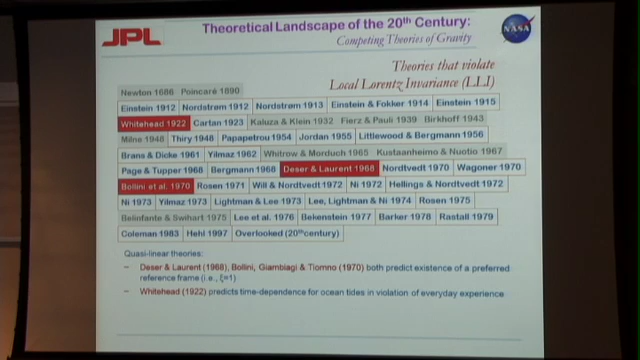 JPL
Theoretical Landscape of the 20th Century:
Competing Theories of Gravity
NASA
Theories that violate
Local Lorentz Invariance (LLI)
Newton 1686 Poincaré 1890
Einstein 1912 Nordstrøm 1912 Nordstrøm 1913 Einstein & Fokker 1914 Einstein 1915
Whitehead 1922 Cartan 1923 Kaluza & Klein 1932 Fierz & Pauli 1939 Birkhoff 1943
Milne 1948 Thiry 1948 Papapetrou 1954 Jordan 1955 Littlewood & Bergmann 1956
Brans & Dicke 1961 Yilmaz 1962 Whitrow & Morduch 1965 Kustaanheimo & Nuotio 1967
Page & Tupper 1968 Bergmann 1968 Deser & Laurent 1968 Nordtvedt 1970 Wagoner 1970
Bollini et al. 1970 Rosen 1971 Will & Nordtvedt 1972 Ni 1972 Hellings & Nordtvedt 1972
Ni 1973 Yilmaz 1973 Lightman & Lee 1973 Lee, Lightman & Ni 1974 Rosen 1975
Belinfante & Swihart 1975 Lee et al. 1976 Bekenstein 1977 Barker 1978 Rastall 1979
Coleman 1983 Hehl 1997 Overlooked (20thcentury)
Quasi-linear theories:
– Deser & Laurent (1968), Bollini, Giambiagi & Tiomno (1970) both predict existence of a preferred
reference frame (i.e., ξ=1)
– Whitehead (1922) predicts time-dependence for ocean tides in violation of everyday experience